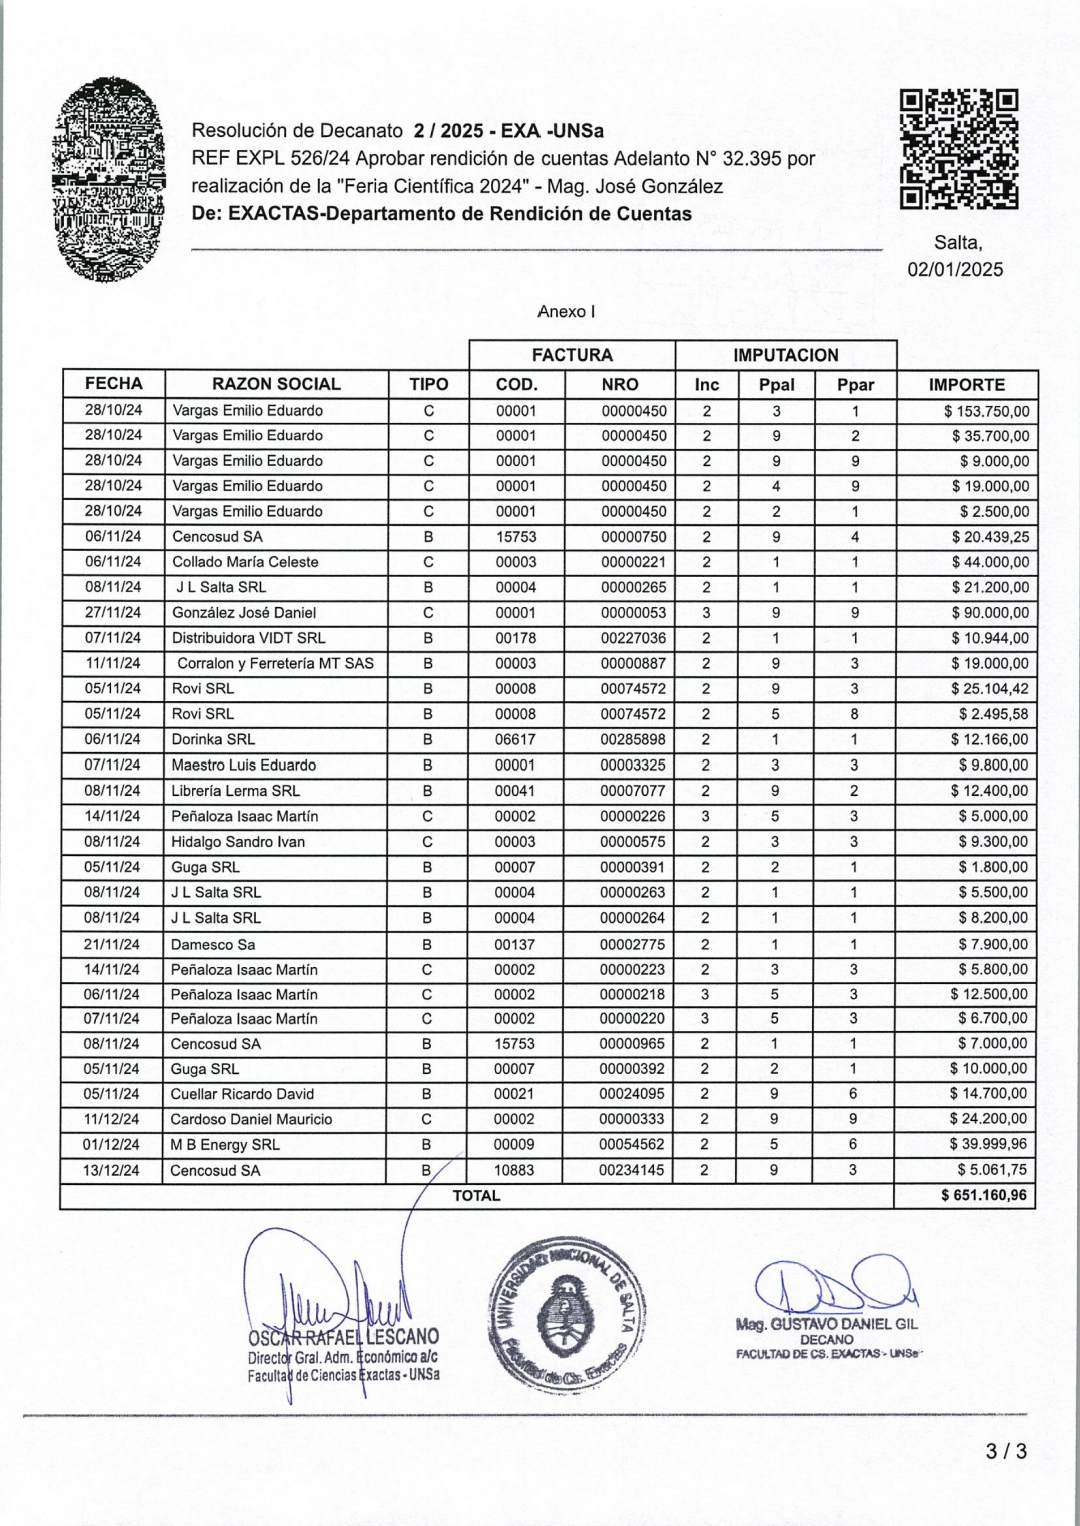 Resolución de Decanato 2 / 2025 - EXA -UNSa
REF EXPL 526/24 Aprobar rendición de cuentas Adelanto N° 32.395 por
realización de la "Feria Científica 2024" - Mag. José González
De: EXACTAS-Departamento de Rendición de Cuentas
Salta,
02/01/2025
Anexo I
FACTURA IMPUTACION
FECHA RAZON SOCIAL TIPO COD. NRO Inc Ppal Ppar IMPORTE
28/10/24 Vargas Emilio Eduardo C 00001 00000450 2 3 1 $ 153.750,00
28/10/24 Vargas Emilio Eduardo C 00001 00000450 2 9 2 $ 35.700,00
28/10/24 Vargas Emilio Eduardo C 00001 00000450 2 9 9 $ 9.000,00
28/10/24 Vargas Emilio Eduardo C 00001 00000450 2 4 9 $ 19.000,00
28/10/24 Vargas Emilio Eduardo C 00001 00000450 2 2 1 $ 2.500,00
06/11/24 Cencosud SA B 15753 00000750 2 9 4 $ 20.439,25
06/11/24 Collado María Celeste C 00003 00000221 2 1 1 $ 44.000,00
08/11/24 J L Salta SRL B 00004 00000265 2 1 1 $ 21.200,00
27/11/24 González José Daniel C 00001 00000053 3 9 9 $ 90.000,00
07/11/24 Distribuidora VIDT SRL B 00178 00227036 2 1 1 $ 10.944,00
11/11/24 Corralon y Ferretería MT SAS B 00003 00000887 2 9 3 $ 19.000,00
05/11/24 Rovi SRL B 00008 00074572 2 9 3 $ 25.104,42
05/11/24 Rovi SRL B 00008 00074572 2 5 8 $ 2.495,58
06/11/24 Dorinka SRL B 06617 00285898 2 1 1 $ 12.166,00
07/11/24 Maestro Luis Eduardo B 00001 00003325 2 3 3 $ 9.800,00
08/11/24 Librería Lerma SRL B 00041 00007077 2 9 2 $ 12.400,00
14/11/24 Peñaloza Isaac Martín C 00002 00000226 3 5 3 $ 5.000,00
08/11/24 Hidalgo Sandro Ivan C 00003 00000575 2 3 3 $ 9.300,00
05/11/24 Guga SRL B 00007 00000391 2 2 1 $ 1.800,00
08/11/24 J L Salta SRL B 00004 00000263 2 1 1 $ 5.500,00
08/11/24 J L Salta SRL B 00004 00000264 2 1 1 $ 8.200,00
21/11/24 Damesco Sa B 00137 00002775 2 1 1 $ 7.900,00
14/11/24 Peñaloza Isaac Martín C 00002 00000223 2 3 3 $ 5.800,00
06/11/24 Peñaloza Isaac Martín C 00002 00000218 3 5 3 $ 12.500,00
07/11/24 Peñaloza Isaac Martín C 00002 00000220 3 5 3 $ 6.700,00
08/11/24 Cencosud SA B 15753 00000965 2 1 1 $ 7.000,00
05/11/24 Guga SRL B 00007 00000392 2 2 1 $ 10.000,00
05/11/24 Cuellar Ricardo David B 00021 00024095 2 9 6 $ 14.700,00
11/12/24 Cardoso Daniel Mauricio C 00002 00000333 2 9 9 $ 24.200,00
01/12/24 M B Energy SRL B 00009 00054562 2 5 6 $ 39.999,96
13/12/24 Cencosud SA B 10883 00234145 2 9 3 $ 5.061,75
TOTAL $ 651.160,96
OSCAR RAFAEL LESCANO
Director Gral. Adm. Económico a/c
Facultad de Ciencias Exactas - UNSa
UNIVERSIDAD NACIONAL DE SALTA
Facultad de Cs. Exactas
Mag. GUSTAVO DANIEL GIL
DECANO
FACULTAD DE CS. EXACTAS - UNSa
3 / 3